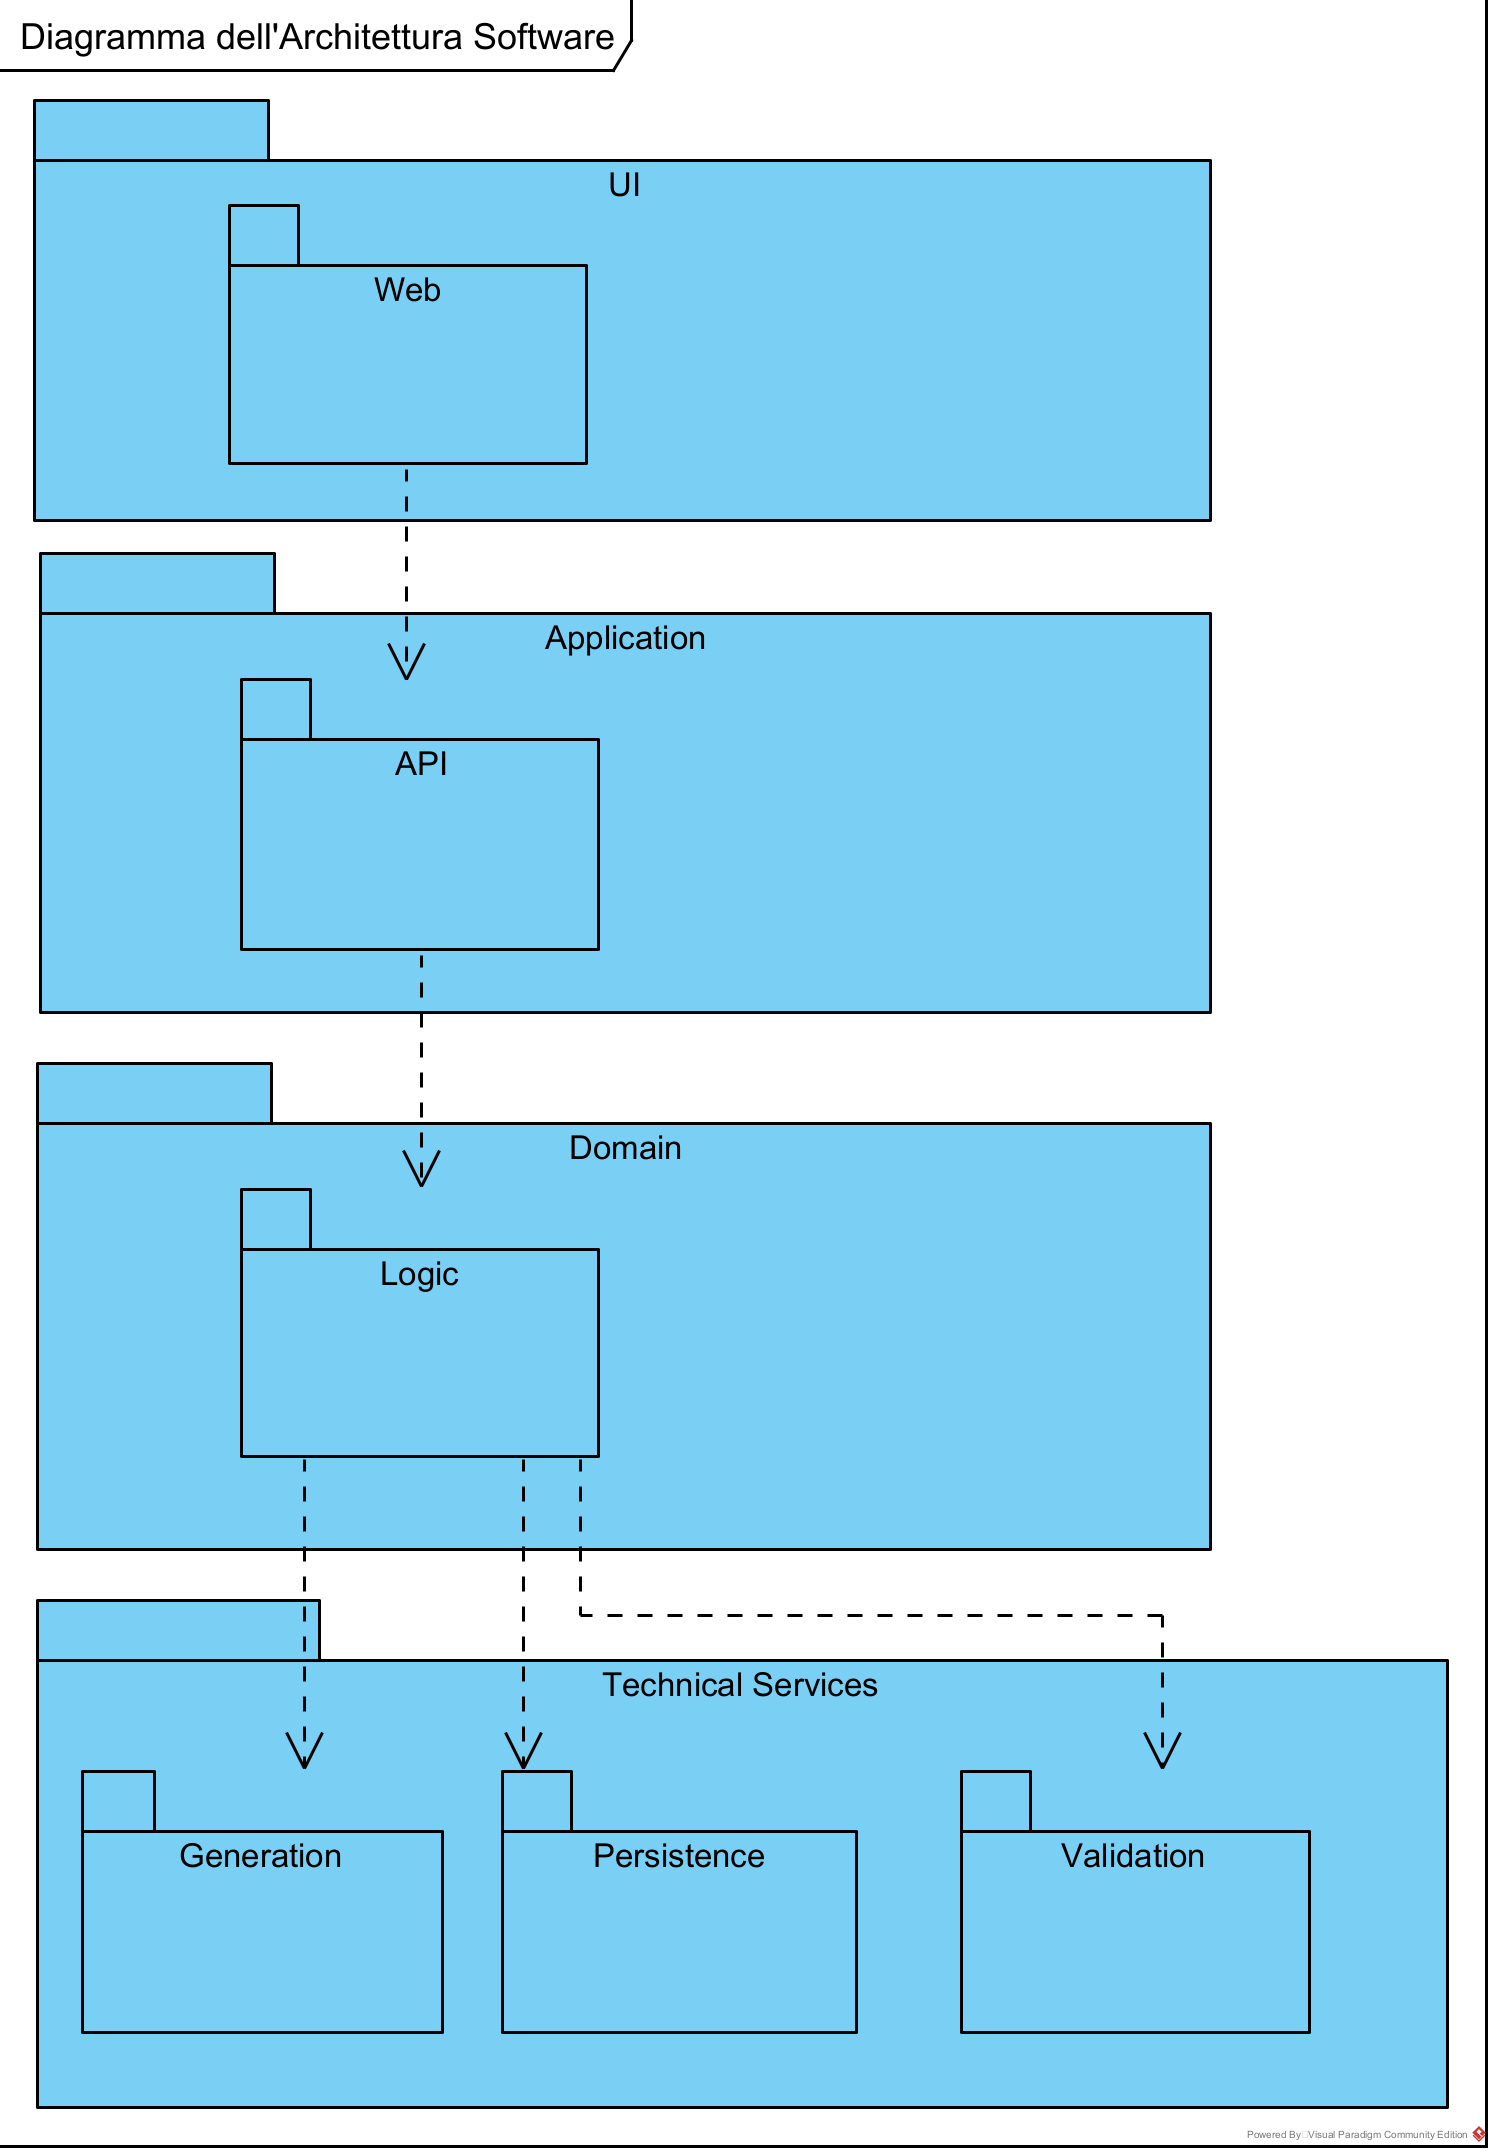 Diagramma dell'Architettura Software
UI
Web
Application
API
Domain
Logic
Technical Services
Generation
Persistence
Validation
Powered By Visual Paradigm Community Edition